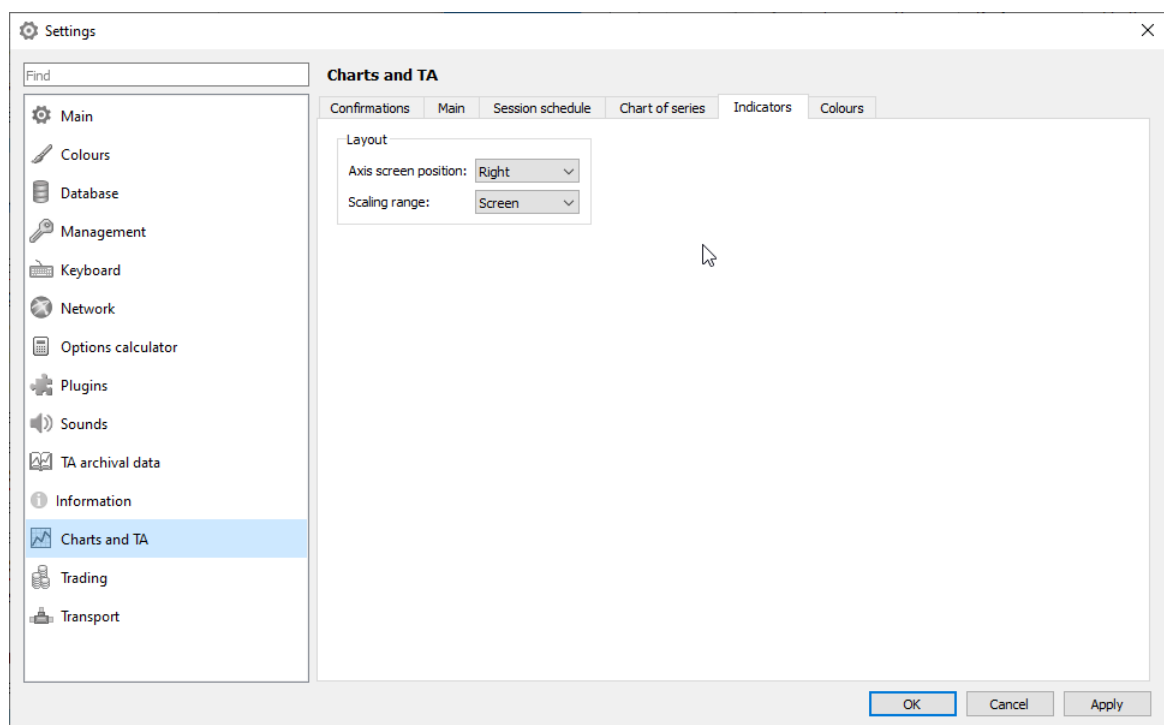 Settings
Find
Main
Colours
Database
Management
Keyboard
Network
Options calculator
Plugins
Sounds
TA archival data
Information
Charts and TA
Trading
Transport
Charts and TA
Confirmations Main Session schedule Chart of series Indicators Colours
Layout
Axis screen position: Right
Scaling range: Screen
OK Cancel Apply